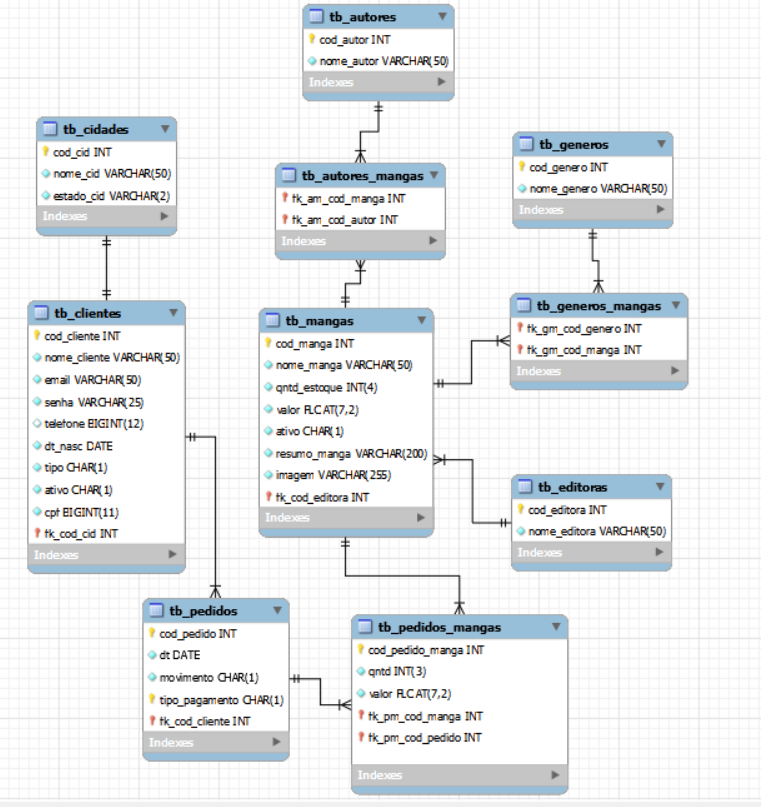 tb_autores
cod_autor INT
nome_autor VARCHAR(50)
Indexes
tb_cidades
cod_cid INT
nome_cid VARCHAR(50)
estado_cid VARCHAR(2)
Indexes
tb_autores_mangas
fk_am_cod_manga INT
fk_am_cod_autor INT
Indexes
tb_generos
cod_genero INT
nome_genero VARCHAR(50)
Indexes
tb_clientes
cod_cliente INT
nome_cliente VARCHAR(50)
email VARCHAR(50)
senha VARCHAR(25)
telefone BIGINT(12)
dt_nasc DATE
tipo CHAR(1)
ativo CHAR(1)
cpf BIGINT(11)
fk_cod_cid INT
Indexes
tb_mangas
cod_manga INT
nome_manga VARCHAR(50)
qntd_estoque INT(4)
valor FLOAT(7,2)
ativo CHAR(1)
resumo_manga VARCHAR(200)
imagem VARCHAR(255)
fk_cod_editora INT
Indexes
tb_generos_mangas
fk_gm_cod_genero INT
fk_gm_cod_manga INT
Indexes
tb_editoras
cod_editora INT
nome_editora VARCHAR(50)
Indexes
tb_pedidos
cod_pedido INT
dt DATE
movimento CHAR(1)
tipo_pagamento CHAR(1)
fk_cod_cliente INT
Indexes
tb_pedidos_mangas
cod_pedido_manga INT
qntd INT(3)
valor FLOAT(7,2)
fk_pm_cod_manga INT
fk_pm_cod_pedido INT
Indexes